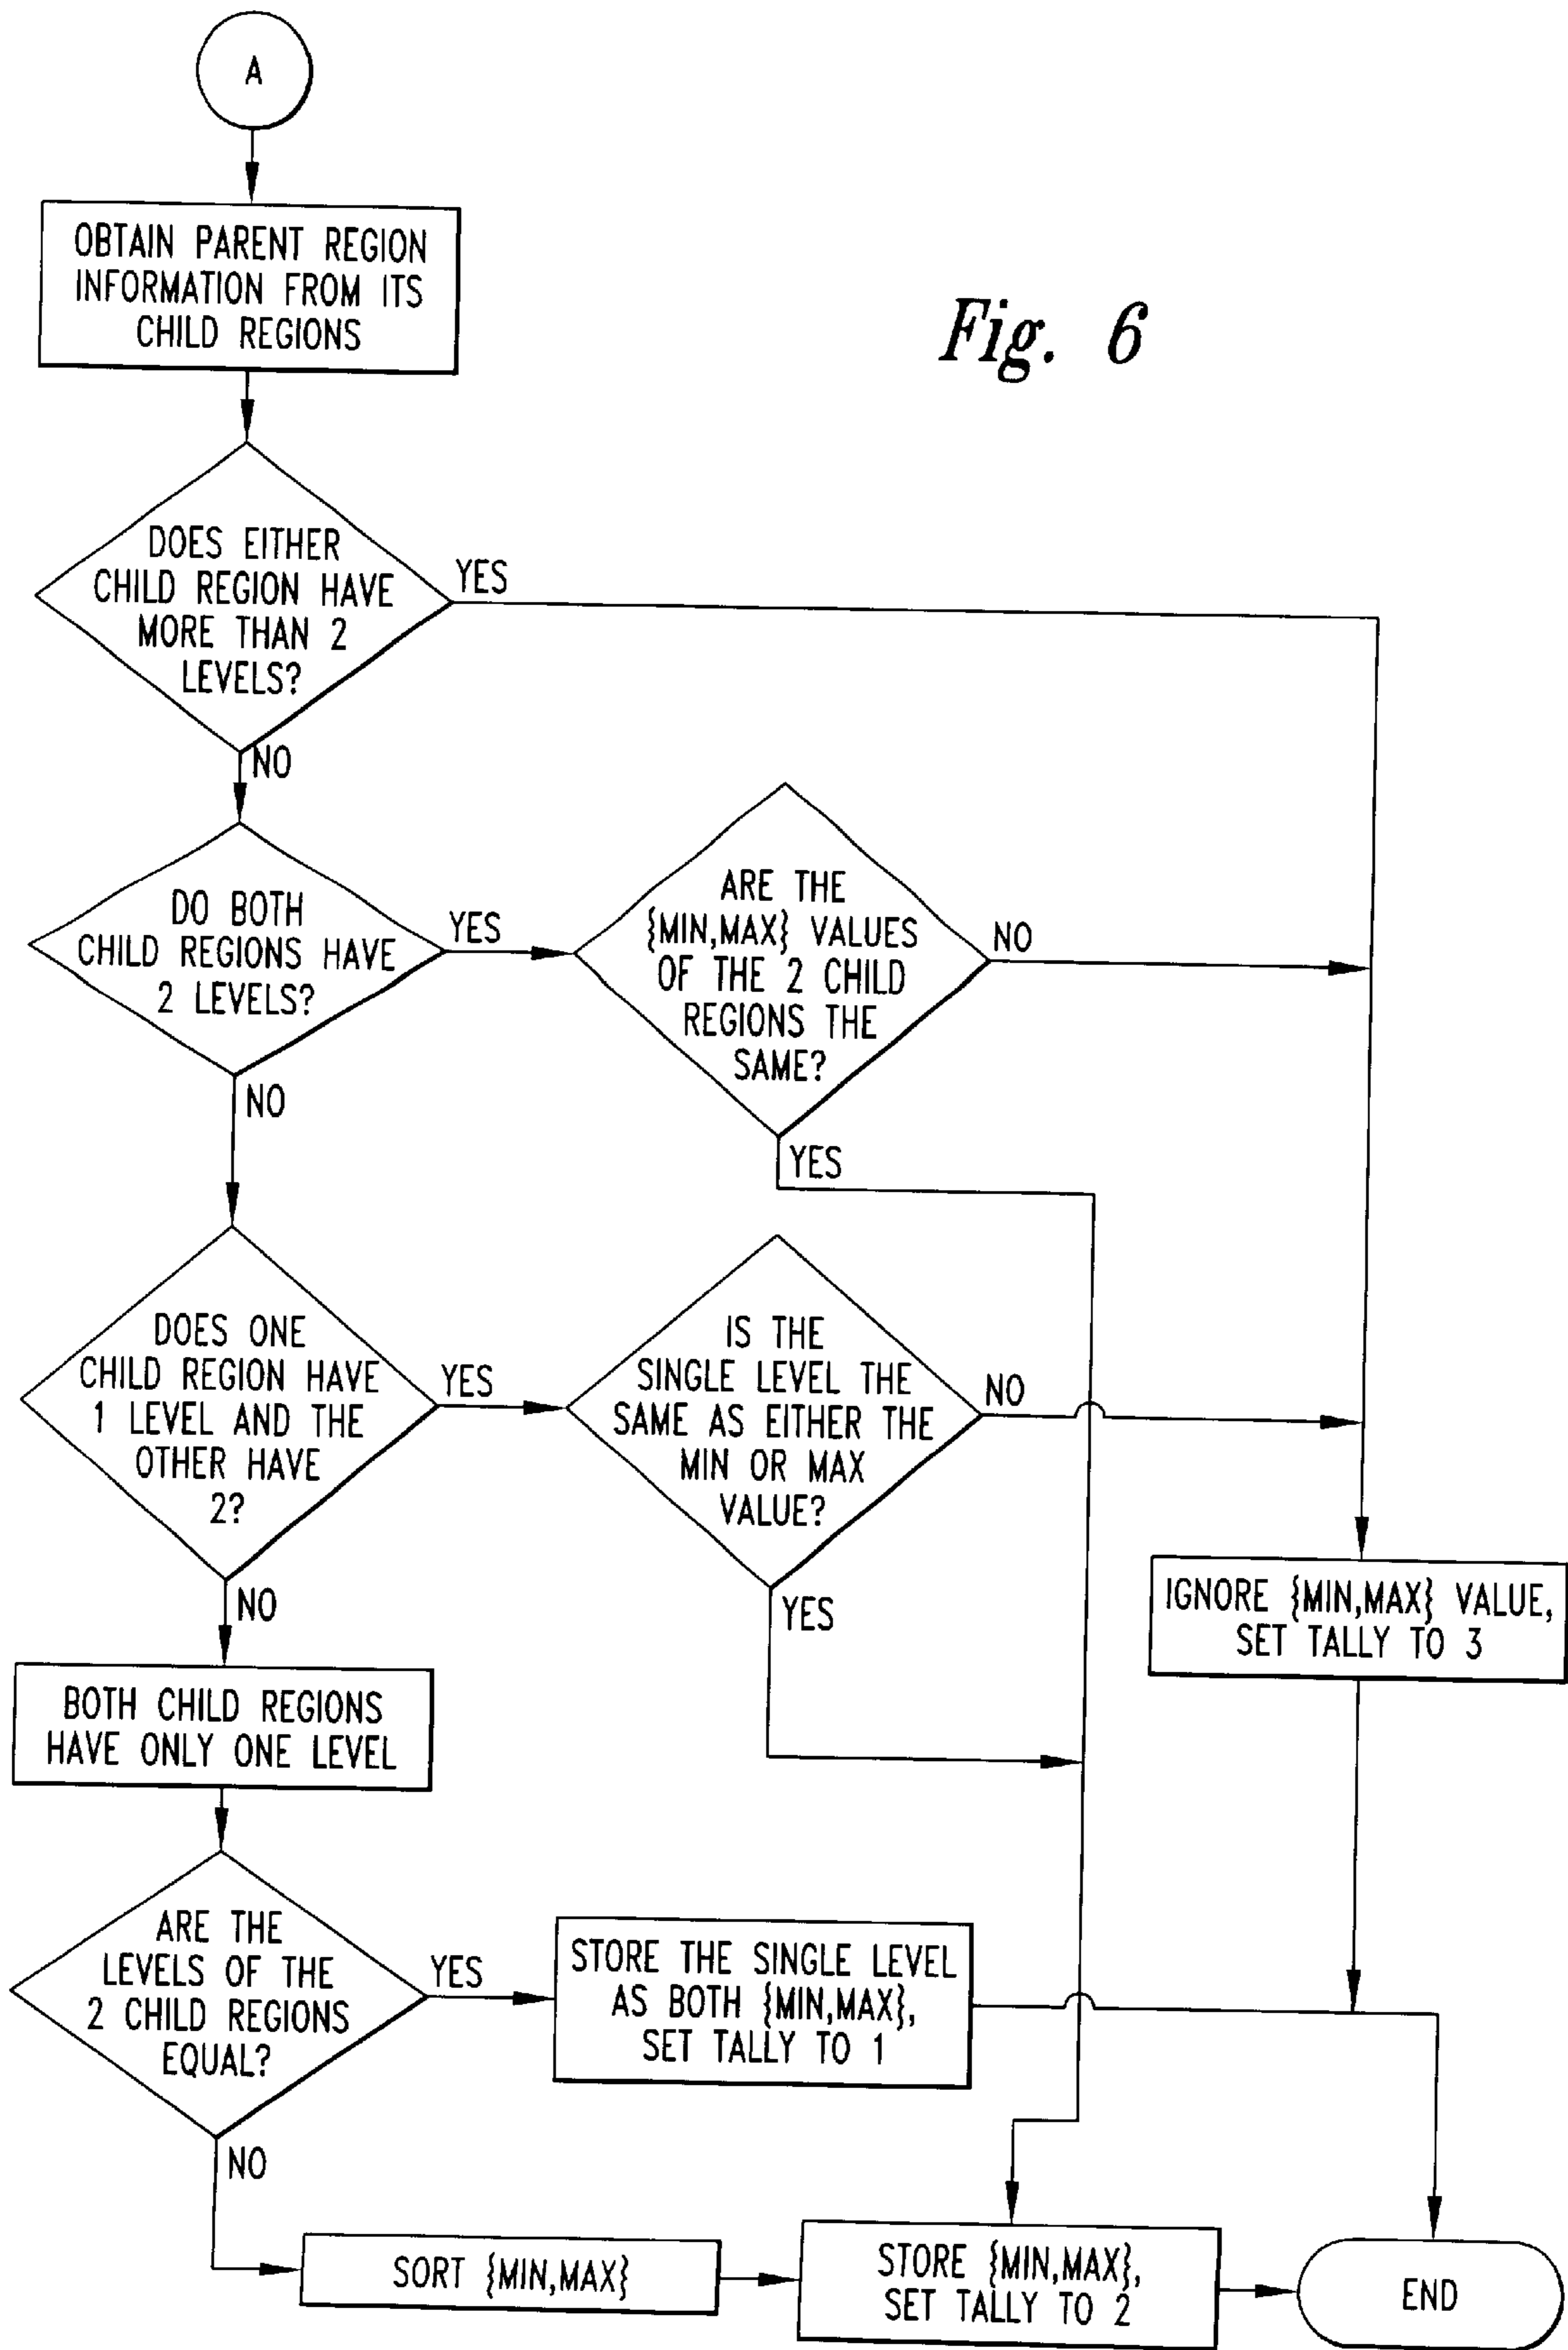 A
OBTAIN PARENT REGION
INFORMATION FROM ITS
CHILD REGIONS
Fig. 6
DOES EITHER
CHILD REGION HAVE
MORE THAN 2
LEVELS?
YES
NO
DO BOTH
CHILD REGIONS HAVE
2 LEVELS?
YES
NO
ARE THE
{MIN,MAX} VALUES
OF THE 2 CHILD
REGIONS THE
SAME?
NO
YES
DOES ONE
CHILD REGION HAVE
1 LEVEL AND THE
OTHER HAVE
2?
YES
NO
IS THE
SINGLE LEVEL THE
SAME AS EITHER THE
MIN OR MAX
VALUE?
NO
YES
IGNORE {MIN,MAX} VALUE,
SET TALLY TO 3
BOTH CHILD REGIONS
HAVE ONLY ONE LEVEL
ARE THE
LEVELS OF THE
2 CHILD REGIONS
EQUAL?
YES
NO
STORE THE SINGLE LEVEL
AS BOTH {MIN,MAX},
SET TALLY TO 1
SORT {MIN,MAX}
STORE {MIN,MAX},
SET TALLY TO 2
END